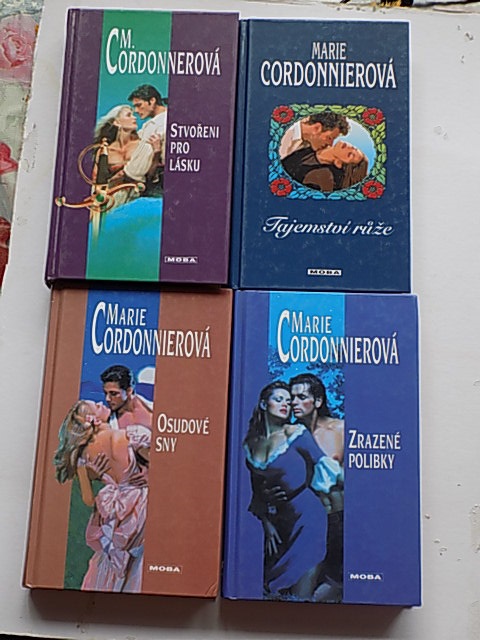 M.
CORDONNEROVÁ
STVOŘENI
PRO
LÁSKU
MOBA
MARIE
CORDONNIEROVÁ
Tajemství růže
MOBA
MARIE
CORDONNIEROVÁ
OSUDOVÉ
SNY
MOBA
MARIE
CORDONNIEROVÁ
ZRAZENÉ
POLIBKY
MOBA